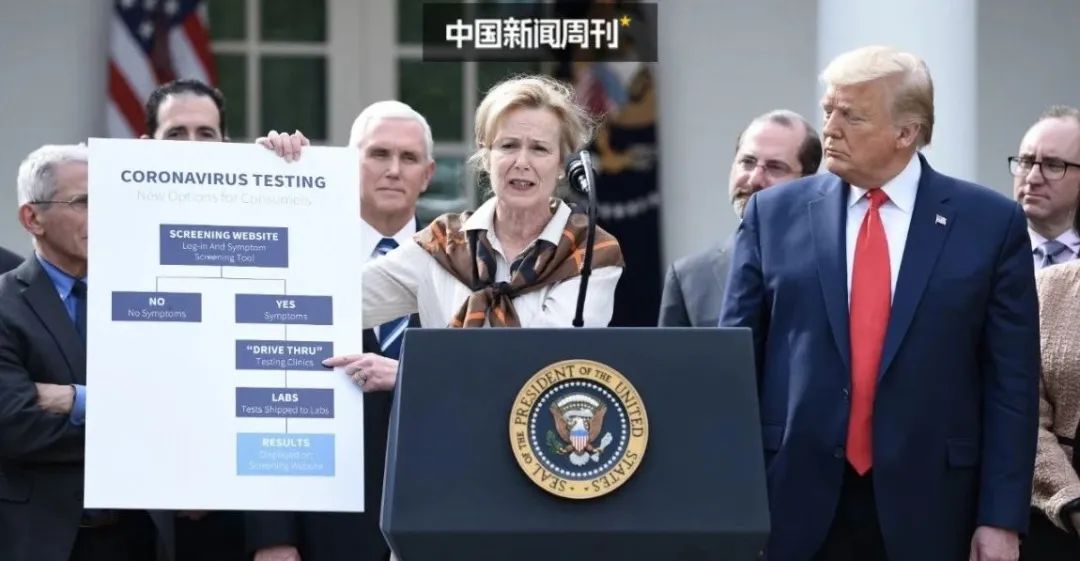 中国新闻周刊
CORONAVIRUS TESTING
New Options for Consumers
SCREENING WEBSITE
Log-in And Symptom
Screening Tool
NO
No Symptoms
YES
Symptoms
"DRIVE THRU"
Testing Clinics
LABS
Tests Shipped to Labs
RESULTS
Displayed on
Screening Website
SEAL OF THE PRESIDENT OF THE UNITED STATES